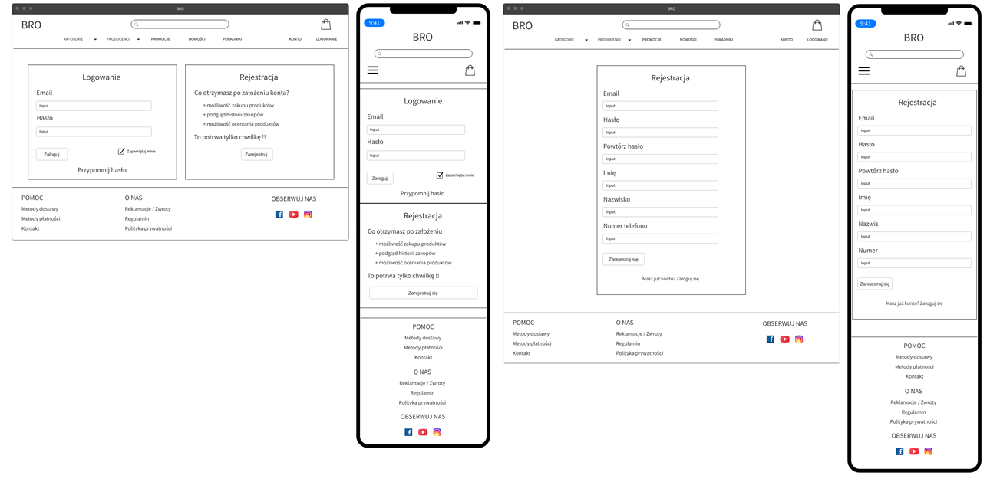 BRO
BRO
KATEGORIE PRODUCENCI PROMOCJE NOWOŚCI PORADNIKI KONTO LOGOWANIE
Logowanie
Email
Input
Hasło
Input
Zaloguj
Zapamiętaj mnie
Przypomnij hasło
Rejestracja
Co otrzymasz po założeniu konta?
+ możliwość zakupu produktów
+ podgląd historii zakupów
+ możliwość oceniania produktów
To potrwa tylko chwilkę !!
Zarejestruj
POMOC
Metody dostawy
Metody płatności
Kontakt
O NAS
Reklamacje / Zwroty
Regulamin
Polityka prywatności
OBSERWUJ NAS
9:41
BRO
Logowanie
Email
Input
Hasło
Input
Zaloguj
Zapamiętaj mnie
Przypomnij hasło
Rejestracja
Co otrzymasz po założeniu
+ możliwość zakupu produktów
+ podgląd historii zakupów
+ możliwość oceniania produktów
To potrwa tylko chwilkę !!
Zarejestruj się
POMOC
Metody dostawy
Metody płatności
Kontakt
O NAS
Reklamacje / Zwroty
Regulamin
Polityka prywatności
OBSERWUJ NAS
BRO
BRO
KATEGORIE PRODUCENCI PROMOCJE NOWOŚCI PORADNIKI KONTO LOGOWANIE
Rejestracja
Email
Input
Hasło
Input
Powtórz hasło
Input
Imię
Input
Nazwisko
Input
Numer telefonu
Input
Zarejestruj się
Masz już konto? Zaloguj się
POMOC
Metody dostawy
Metody płatności
Kontakt
O NAS
Reklamacje / Zwroty
Regulamin
Polityka prywatności
OBSERWUJ NAS
9:41
BRO
Rejestracja
Email
Input
Hasło
Input
Powtórz hasło
Input
Imię
Input
Nazwis
Input
Numer
Input
Zarejestruj się
Masz już konto? Zaloguj się
POMOC
Metody dostawy
Metody płatności
Kontakt
O NAS
Reklamacje / Zwroty
Regulamin
Polityka prywatności
OBSERWUJ NAS